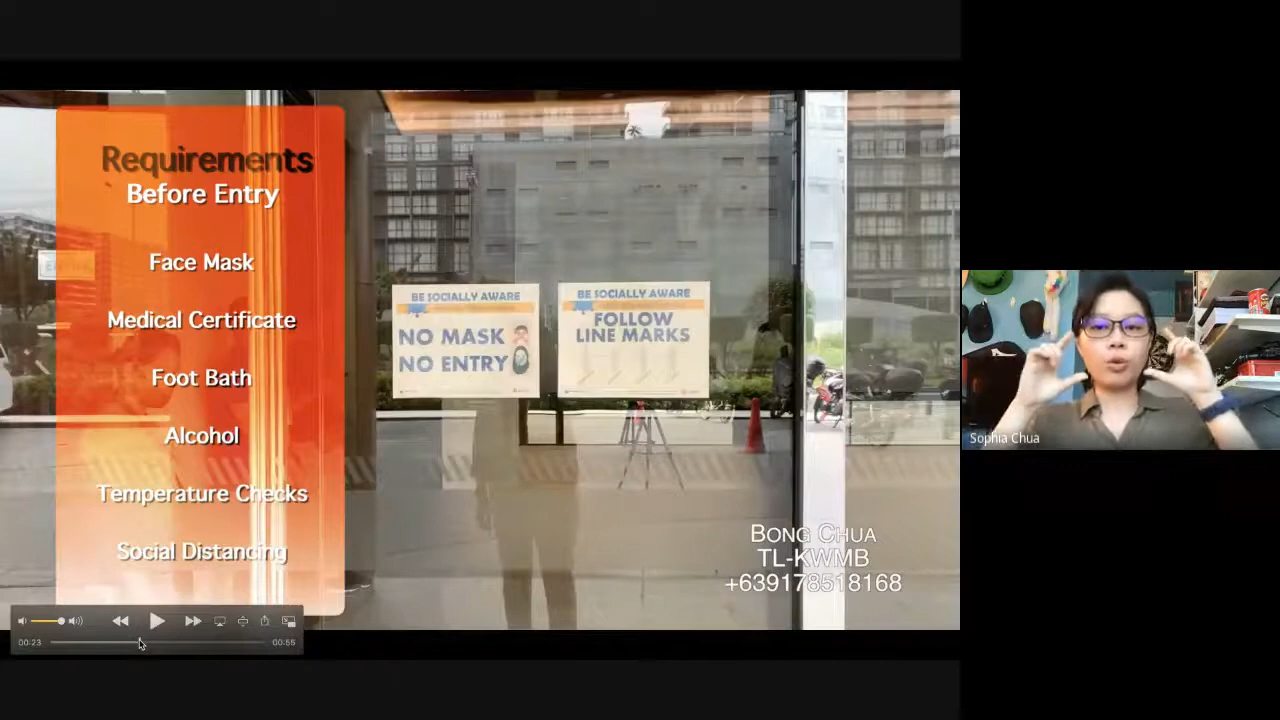 Requirements
Before Entry
Face Mask
Medical Certificate
Foot Bath
Alcohol
Temperature Checks
Social Distancing
BE SOCIALLY AWARE
NO MASK
NO ENTRY
BE SOCIALLY AWARE
FOLLOW
LINE MARKS
BONG CHUA
TL-KWMB
+639178518168
00:23
00:55
Sophia Chua